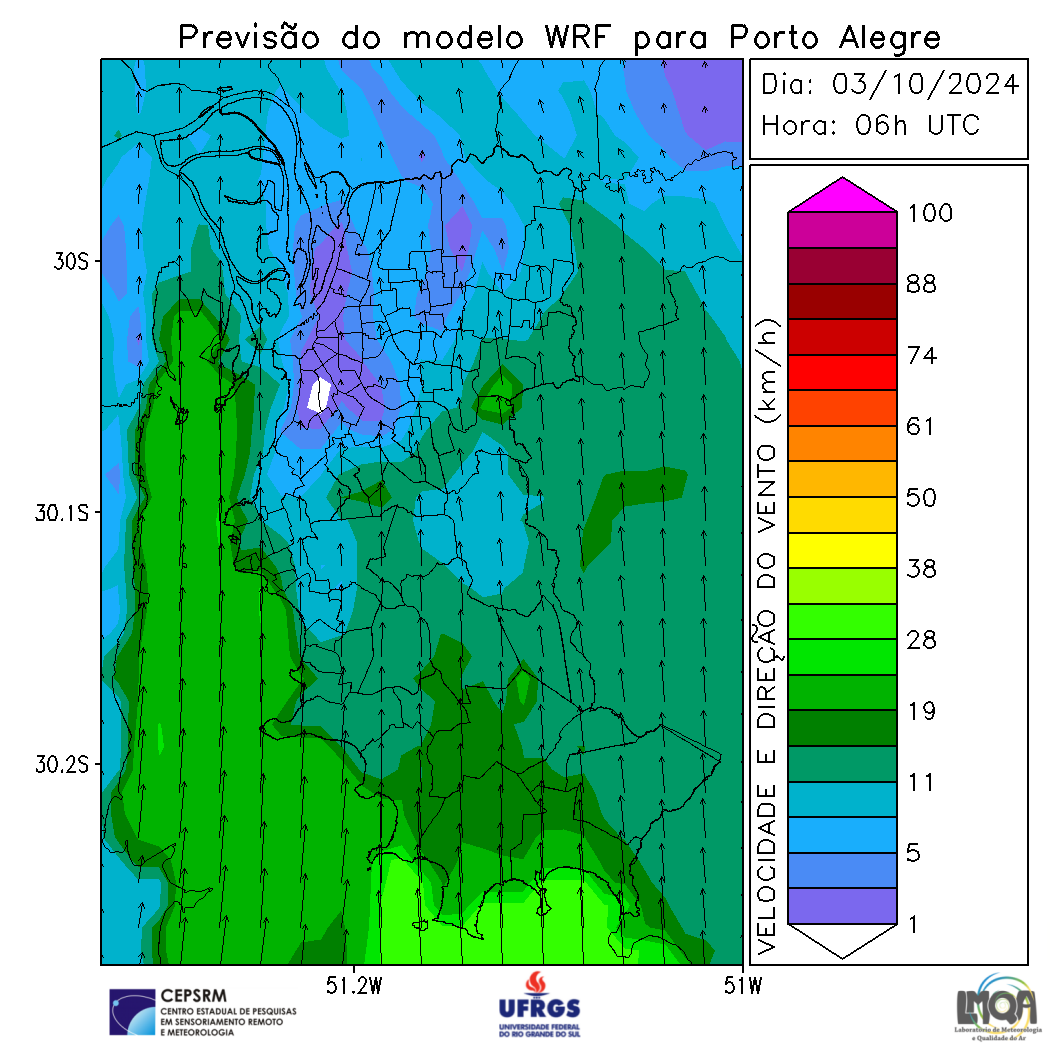 Previsão do modelo WRF para Porto Alegre
Dia: 03/10/2024
Hora: 06h UTC
30S
30.1S
30.2S
51.2W
51W
VELOCIDADE E DIREÇÃO DO VENTO (km/h)
100
88
74
61
50
38
28
19
11
5
1
CEPSRM
CENTRO ESTADUAL DE PESQUISAS
EM SENSORIAMENTO REMOTO
E METEOROLOGIA
UFRGS
UNIVERSIDADE FEDERAL
DO RIO GRANDE DO SUL
LMQA
Laboratório de Meteorologia
e Qualidade do Ar